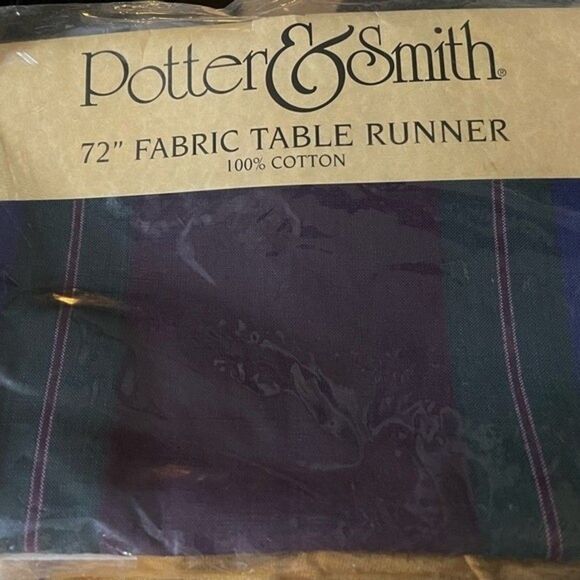 Potter&Smith®
72" FABRIC TABLE RUNNER
100% COTTON